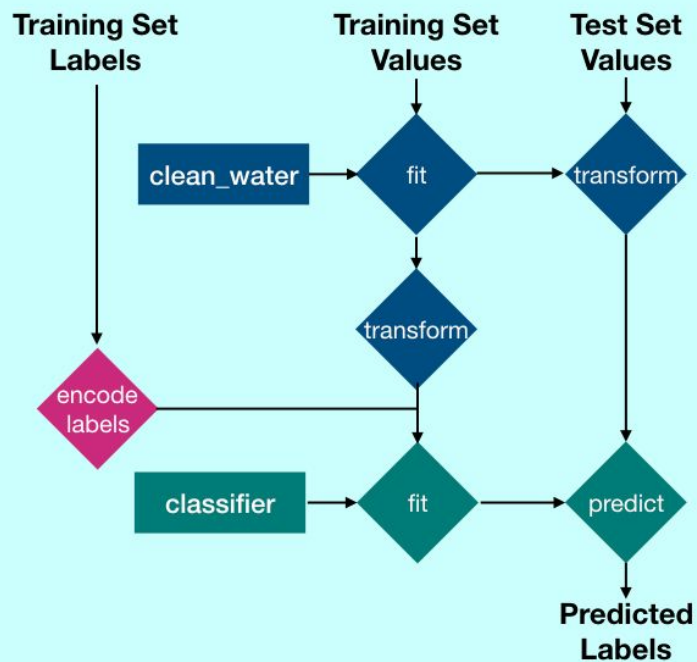 Training Set
Labels
Training Set
Values
Test Set
Values
clean_water
fit
transform
transform
encode
labels
classifier
fit
predict
Predicted
Labels